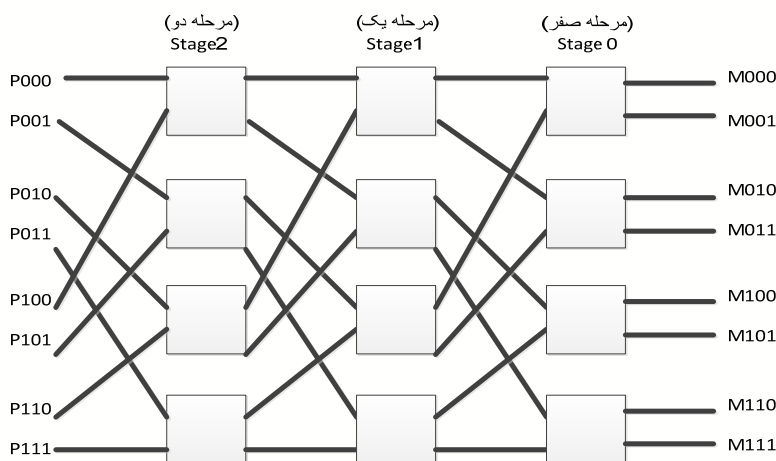 (مرحله دو) (مرحله یک) (مرحله صفر)
Stage2 Stage1 Stage 0
P000 M000
P001 M001
P010 M010
P011 M011
P100 M100
P101 M101
P110 M110
P111 M111